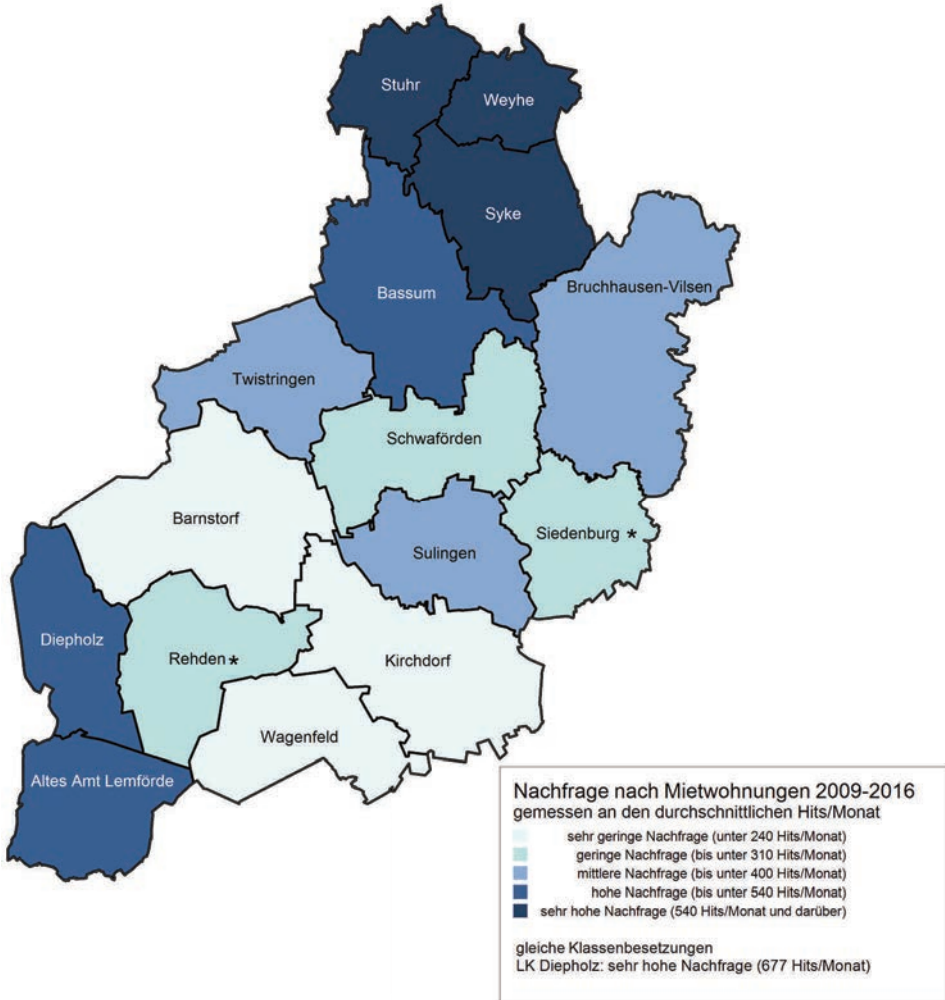 Stuhr
Weyhe
Syke
Bruchhausen-Vilsen
Bassum
Twistringen
Schwaförden
Barnstorf
Siedenburg *
Sulingen
Diepholz
Rehden *
Kirchdorf
Wagenfeld
Altes Amt Lemförde
Nachfrage nach Mietwohnungen 2009-2016
gemessen an den durchschnittlichen Hits/Monat
sehr geringe Nachfrage (unter 240 Hits/Monat)
geringe Nachfrage (bis unter 310 Hits/Monat)
mittlere Nachfrage (bis unter 400 Hits/Monat)
hohe Nachfrage (bis unter 540 Hits/Monat)
sehr hohe Nachfrage (540 Hits/Monat und darüber)
gleiche Klassenbesetzungen
LK Diepholz: sehr hohe Nachfrage (677 Hits/Monat)